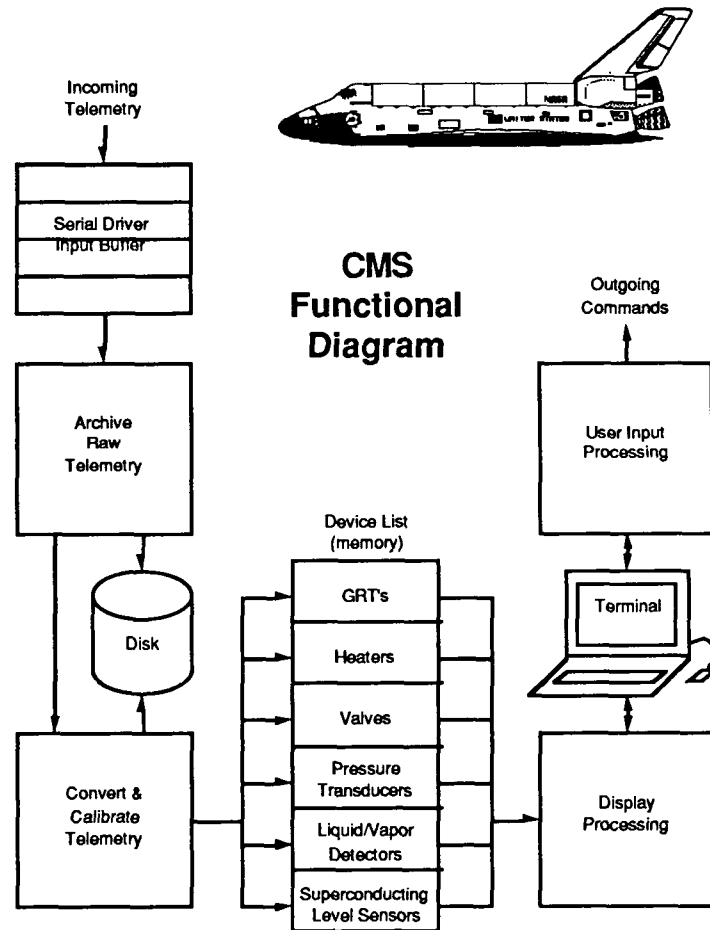 Incoming
Telemetry
Serial Driver
Input Buffer
UNITED STATES
CMS
Functional
Diagram
Outgoing
Commands
Archive
Raw
Telemetry
User Input
Processing
Device List
(memory)
Disk
GRT's
Terminal
Heaters
Valves
Convert &
Calibrate
Telemetry
Pressure
Transducers
Display
Processing
Liquid/Vapor
Detectors
Superconducting
Level Sensors